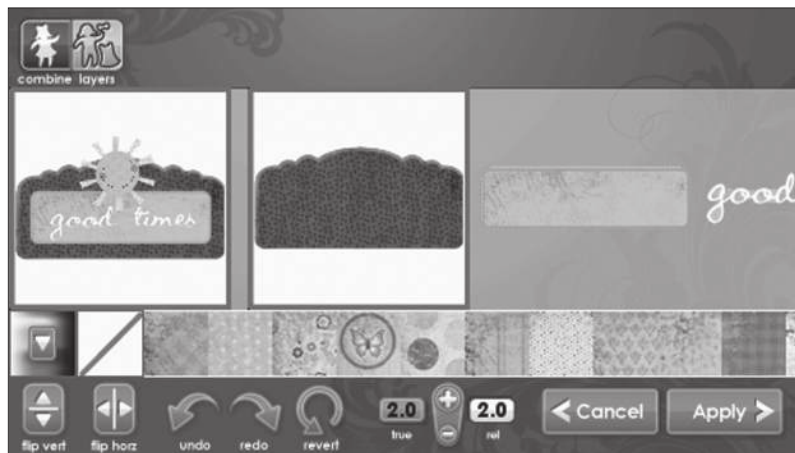 combine layers
good times
good
2.0 2.0
true rel
Cancel Apply
flip vert flip horz undo redo revert